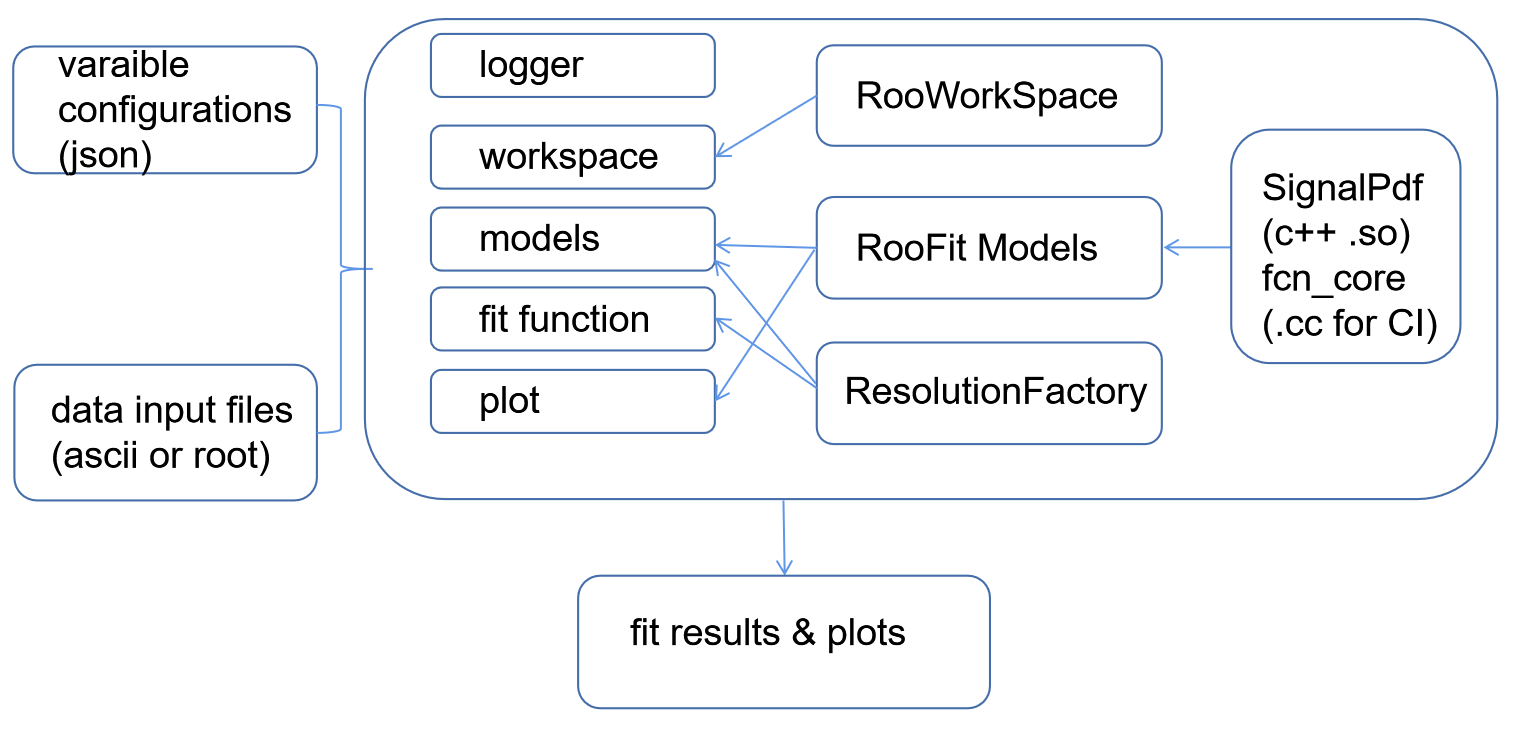 varaible
configurations
(json)
data input files
(ascii or root)
logger
workspace
models
fit function
plot
RooWorkSpace
RooFit Models
ResolutionFactory
SignalPdf
(c++ .so)
fcn_core
(.cc for CI)
fit results & plots